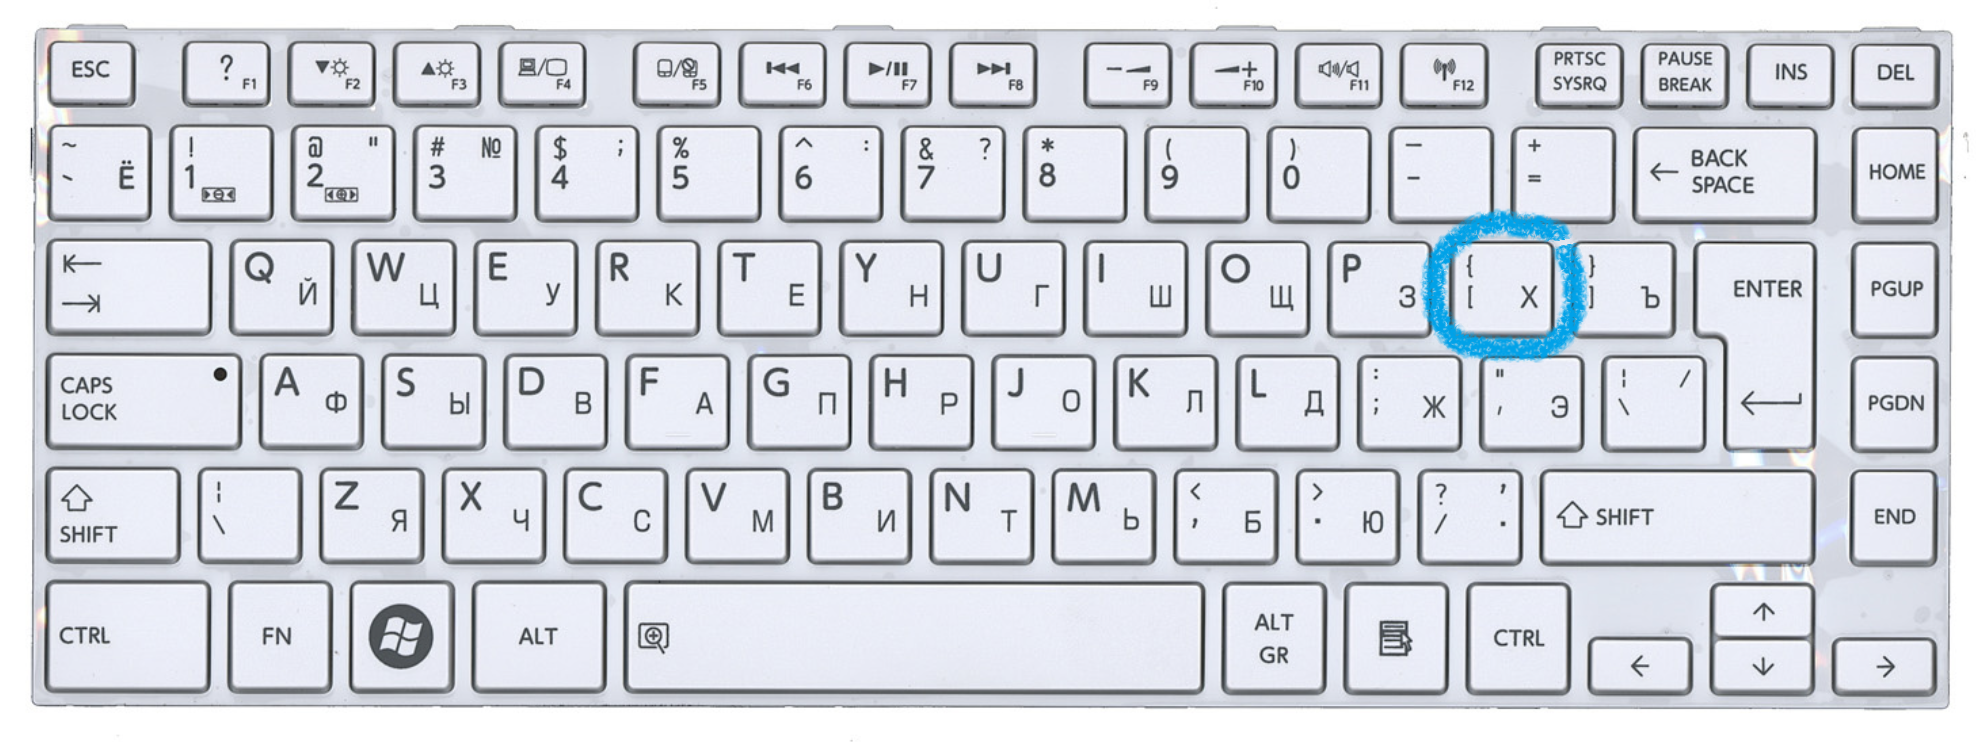 ESC ? F1 F2 F3 F4 F5 F6 F7 F8 F9 F10 F11 F12 PRTSC SYSRQ PAUSE BREAK INS DEL
~ ` Ё ! 1 @ " 2 # № 3 $ ; 4 % 5 ^ : 6 & ? 7 * 8 ( 9 ) 0 — - + = ← BACK SPACE HOME
Q Й W Ц E У R К T Е Y Н U Г I Ш O Щ P З { [ Х } ] Ъ ENTER PGUP
CAPS LOCK A Ф S Ы D В F А G П H Р J О K Л L Д : ; Ж " ' Э ¦ / \ PGDN
SHIFT ¦ \ Z Я X Ч C С V М B И N Т M Ь < , Б > . Ю ? , / . SHIFT END
CTRL FN ALT ALT GR CTRL ← ↑ ↓ →